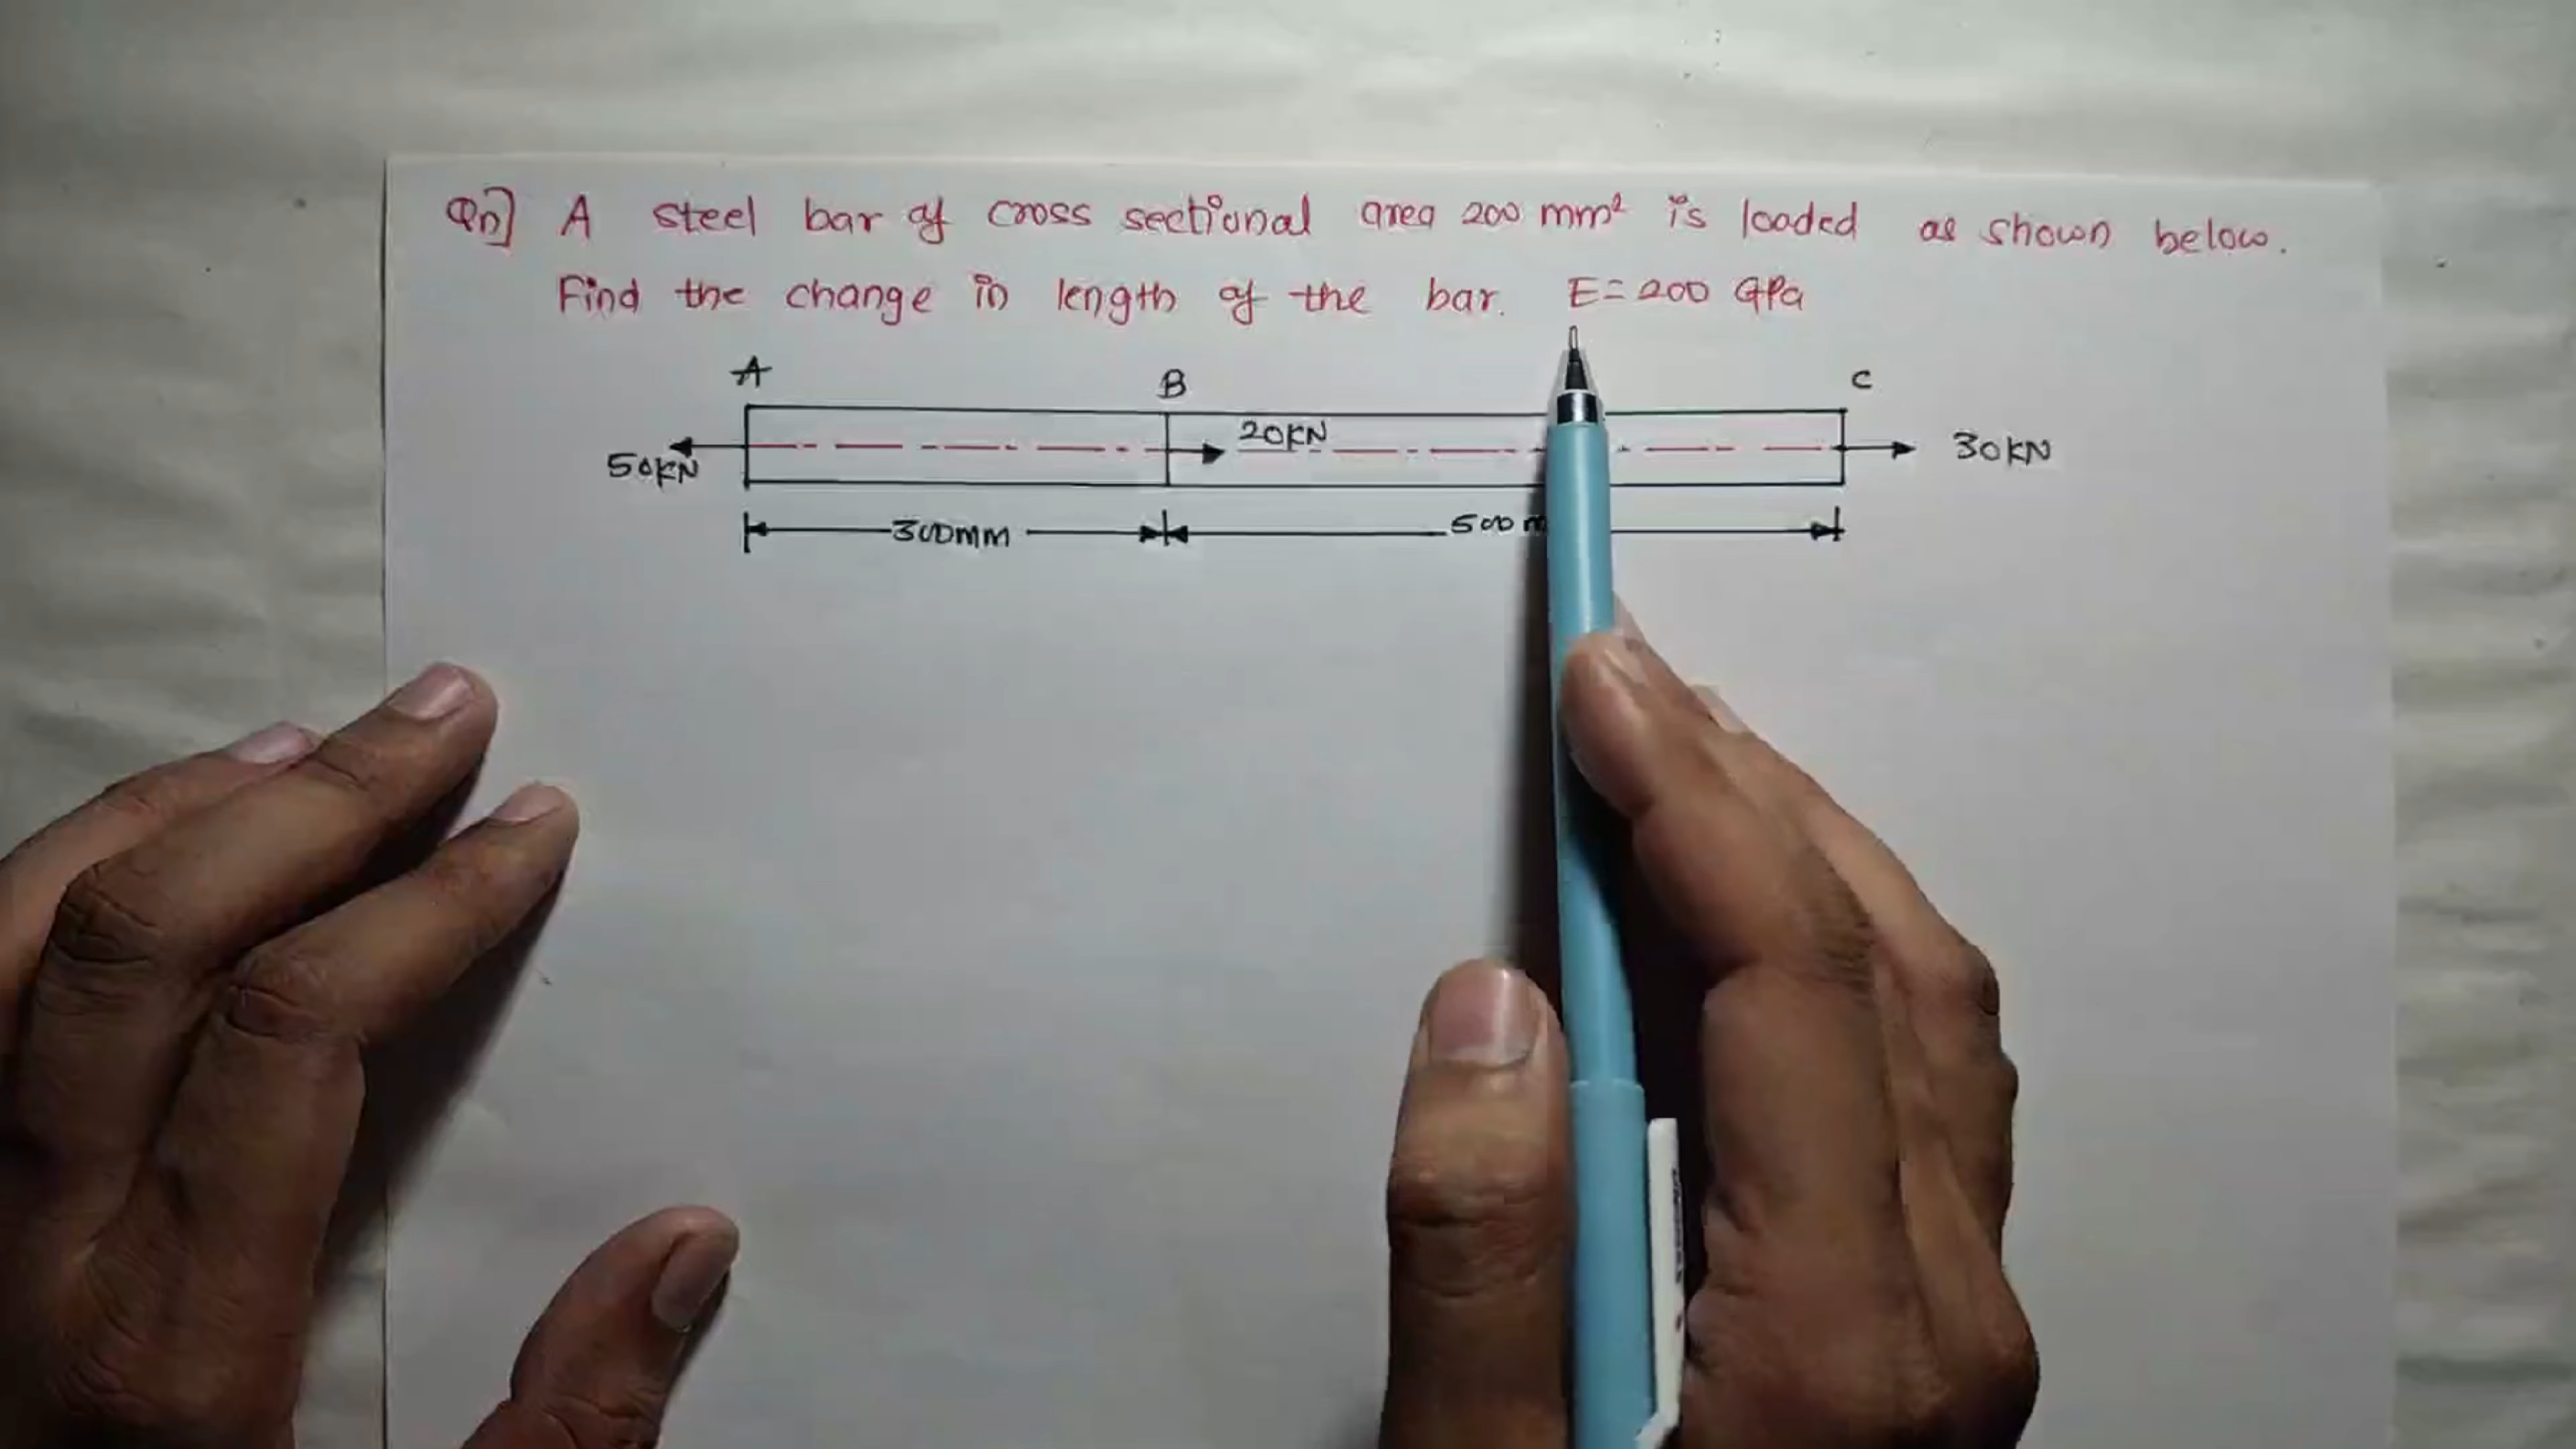 Qn] A steel bar of cross sectional area 200 mm² is loaded as shown below.
Find the change in length of the bar. E=200 GPa
A B C
50KN 20KN 30KN
300mm 500